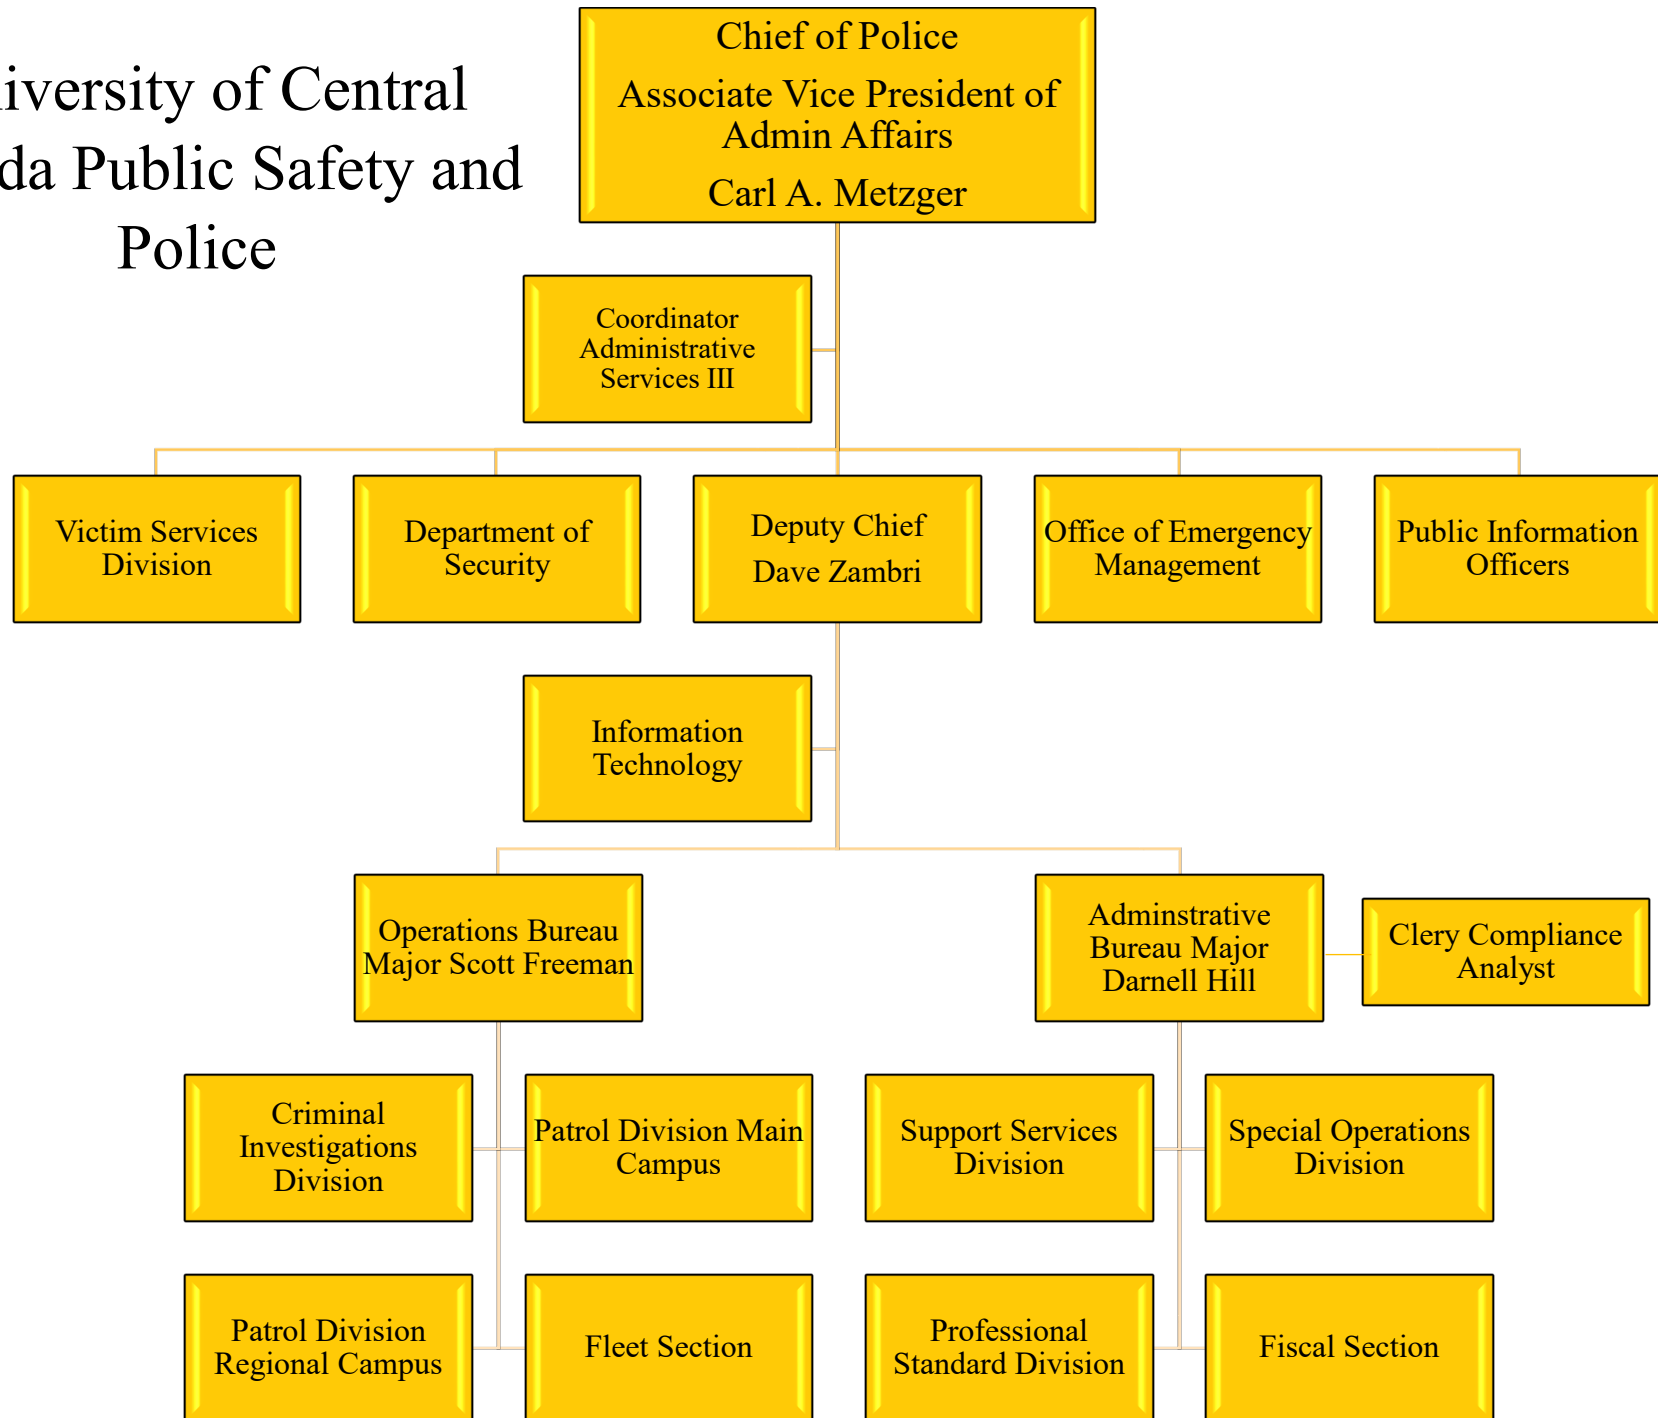 iversity of Central
da Public Safety and
Police
Chief of Police
Associate Vice President of
Admin Affairs
Carl A. Metzger
Coordinator
Administrative
Services III
Victim Services
Division
Department of
Security
Deputy Chief
Dave Zambri
Office of Emergency
Management
Public Information
Officers
Information
Technology
Operations Bureau
Major Scott Freeman
Adminstrative
Bureau Major
Darnell Hill
Clery Compliance
Analyst
Criminal
Investigations
Division
Patrol Division Main
Campus
Support Services
Division
Special Operations
Division
Patrol Division
Regional Campus
Fleet Section
Professional
Standard Division
Fiscal Section